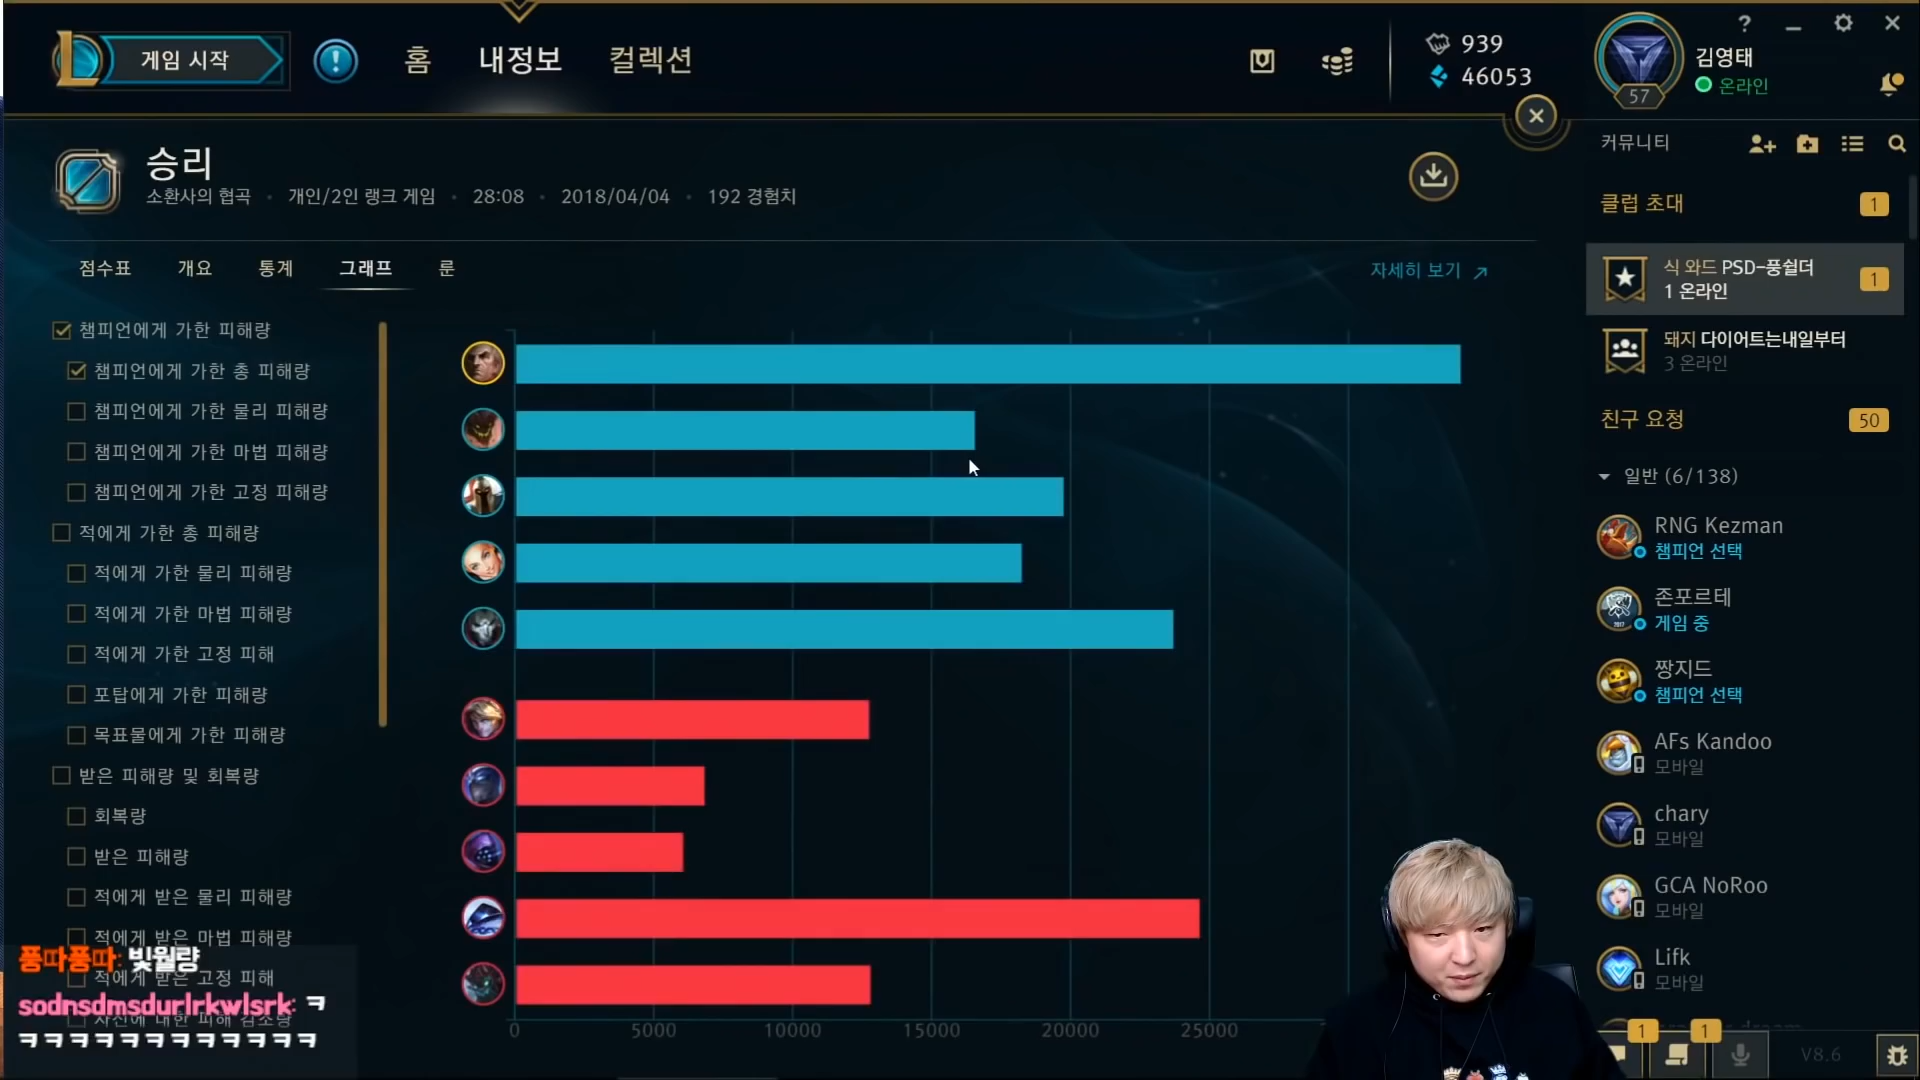 게임 시작
홈
내정보
컬렉션
939
46053
김영태
온라인
57
승리
소환사의 협곡 · 개인/2인 랭크 게임 · 28:08 · 2018/04/04 · 192 경험치
점수표
개요
통계
그래프
룬
자세히 보기
챔피언에게 가한 피해량
챔피언에게 가한 총 피해량
챔피언에게 가한 물리 피해량
챔피언에게 가한 마법 피해량
챔피언에게 가한 고정 피해량
적에게 가한 총 피해량
적에게 가한 물리 피해량
적에게 가한 마법 피해량
적에게 가한 고정 피해
포탑에게 가한 피해량
목표물에게 가한 피해량
받은 피해량 및 회복량
회복량
받은 피해량
적에게 받은 물리 피해량
적에게 받은 마법 피해량
적에게 받은 고정 피해
자신에 대한 피해 감소량
풍따풍따: 빛월량
sodnsdmsdurlrkwlsrk: ㅋ
ㅋㅋㅋㅋㅋㅋㅋㅋㅋㅋㅋㅋㅋ
0
5000
10000
15000
20000
25000
커뮤니티
클럽 초대
1
식 와드 PSD-풍쉴더
1 온라인
1
돼지 다이어트는내일부터
3 온라인
친구 요청
50
일반 (6/138)
RNG Kezman
챔피언 선택
존포르테
게임 중
짱지드
챔피언 선택
AFs Kandoo
모바일
chary
모바일
GCA NoRoo
모바일
Lifk
모바일
1
1
V8.6